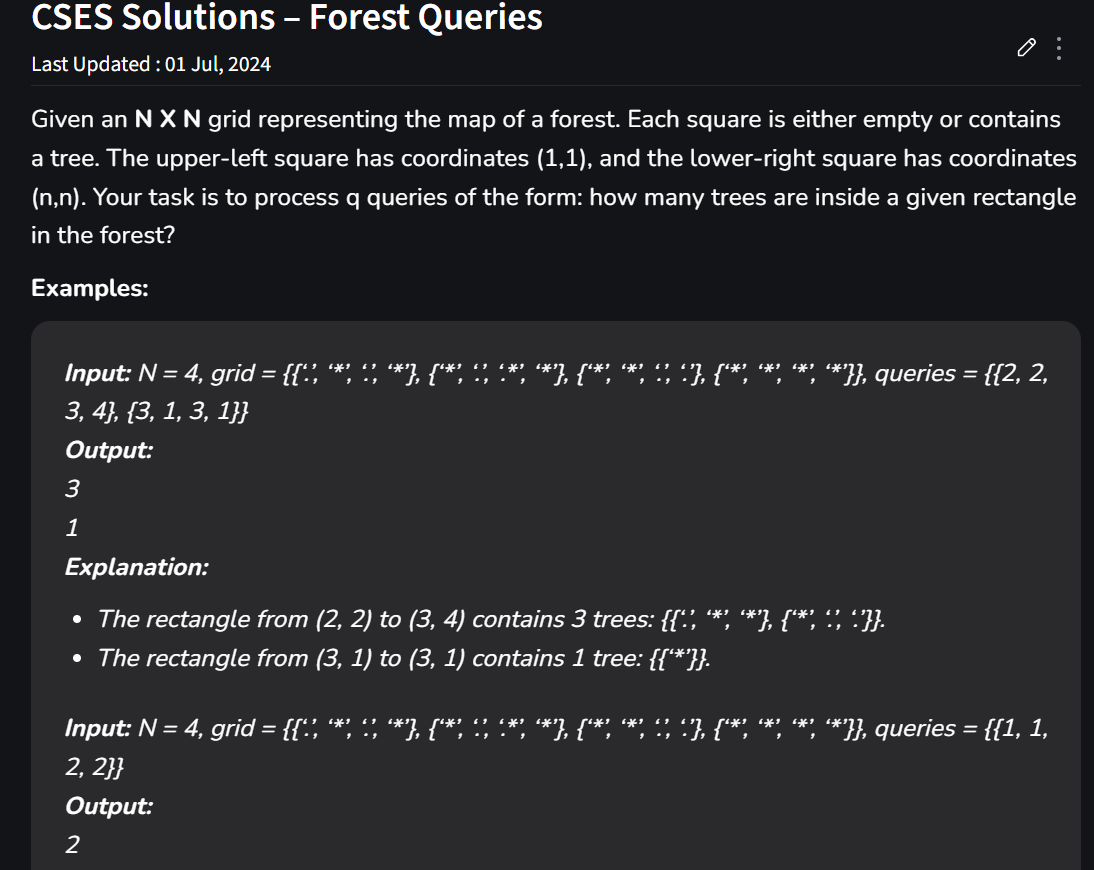 CSES Solutions – Forest Queries
Last Updated : 01 Jul, 2024
Given an N X N grid representing the map of a forest. Each square is either empty or contains
a tree. The upper-left square has coordinates (1,1), and the lower-right square has coordinates
(n,n). Your task is to process q queries of the form: how many trees are inside a given rectangle
in the forest?
Examples:
Input: N = 4, grid = {{‘.’, ‘*’, ‘.’, ‘*’}, {‘*’, ‘.’, ‘.*’, ‘*’}, {‘*’, ‘*’, ‘.’, ‘.’}, {‘*’, ‘*’, ‘*’, ‘*’}}, queries = {{2, 2,
3, 4}, {3, 1, 3, 1}}
Output:
3
1
Explanation:
• The rectangle from (2, 2) to (3, 4) contains 3 trees: {{‘.’, ‘*’, ‘*’}, {‘*’, ‘.’, ‘.’}}.
• The rectangle from (3, 1) to (3, 1) contains 1 tree: {{‘*’}}.
Input: N = 4, grid = {{‘.’, ‘*’, ‘.’, ‘*’}, {‘*’, ‘.’, ‘.*’, ‘*’}, {‘*’, ‘*’, ‘.’, ‘.’}, {‘*’, ‘*’, ‘*’, ‘*’}}, queries = {{1, 1,
2, 2}}
Output:
2